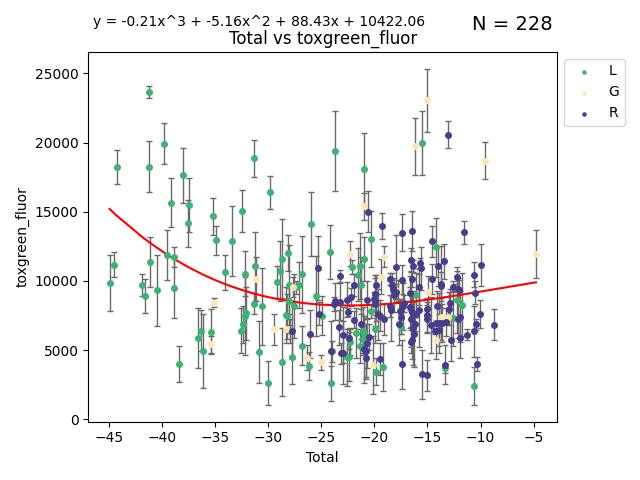 y = -0.21x^3 + -5.16x^2 + 88.43x + 10422.06
N = 228
Total vs toxgreen_fluor
25000
20000
15000
10000
5000
0
toxgreen_fluor
−45 −40 −35 −30 −25 −20 −15 −10 −5
Total
L
G
R